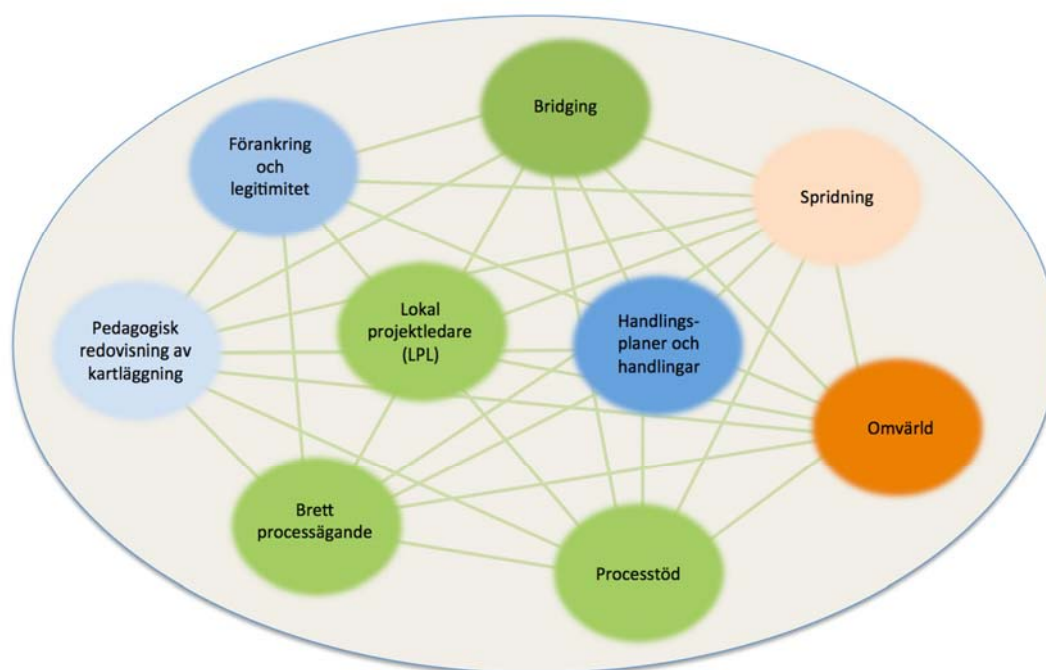 Bridging
Förankring
och
legitimitet
Spridning
Lokal
projektledare
(LPL)
Handlings-
planer och
handlingar
Pedagogisk
redovisning av
kartläggning
Omvärld
Brett
processägande
Processtöd